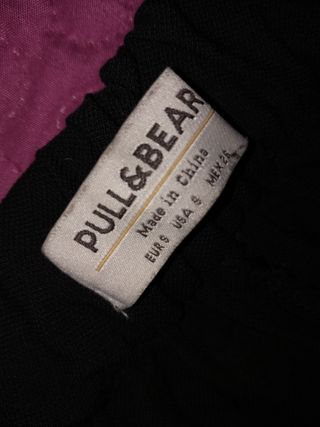 PULL&BEAR
Made in China
EUR S USA S MEX 26